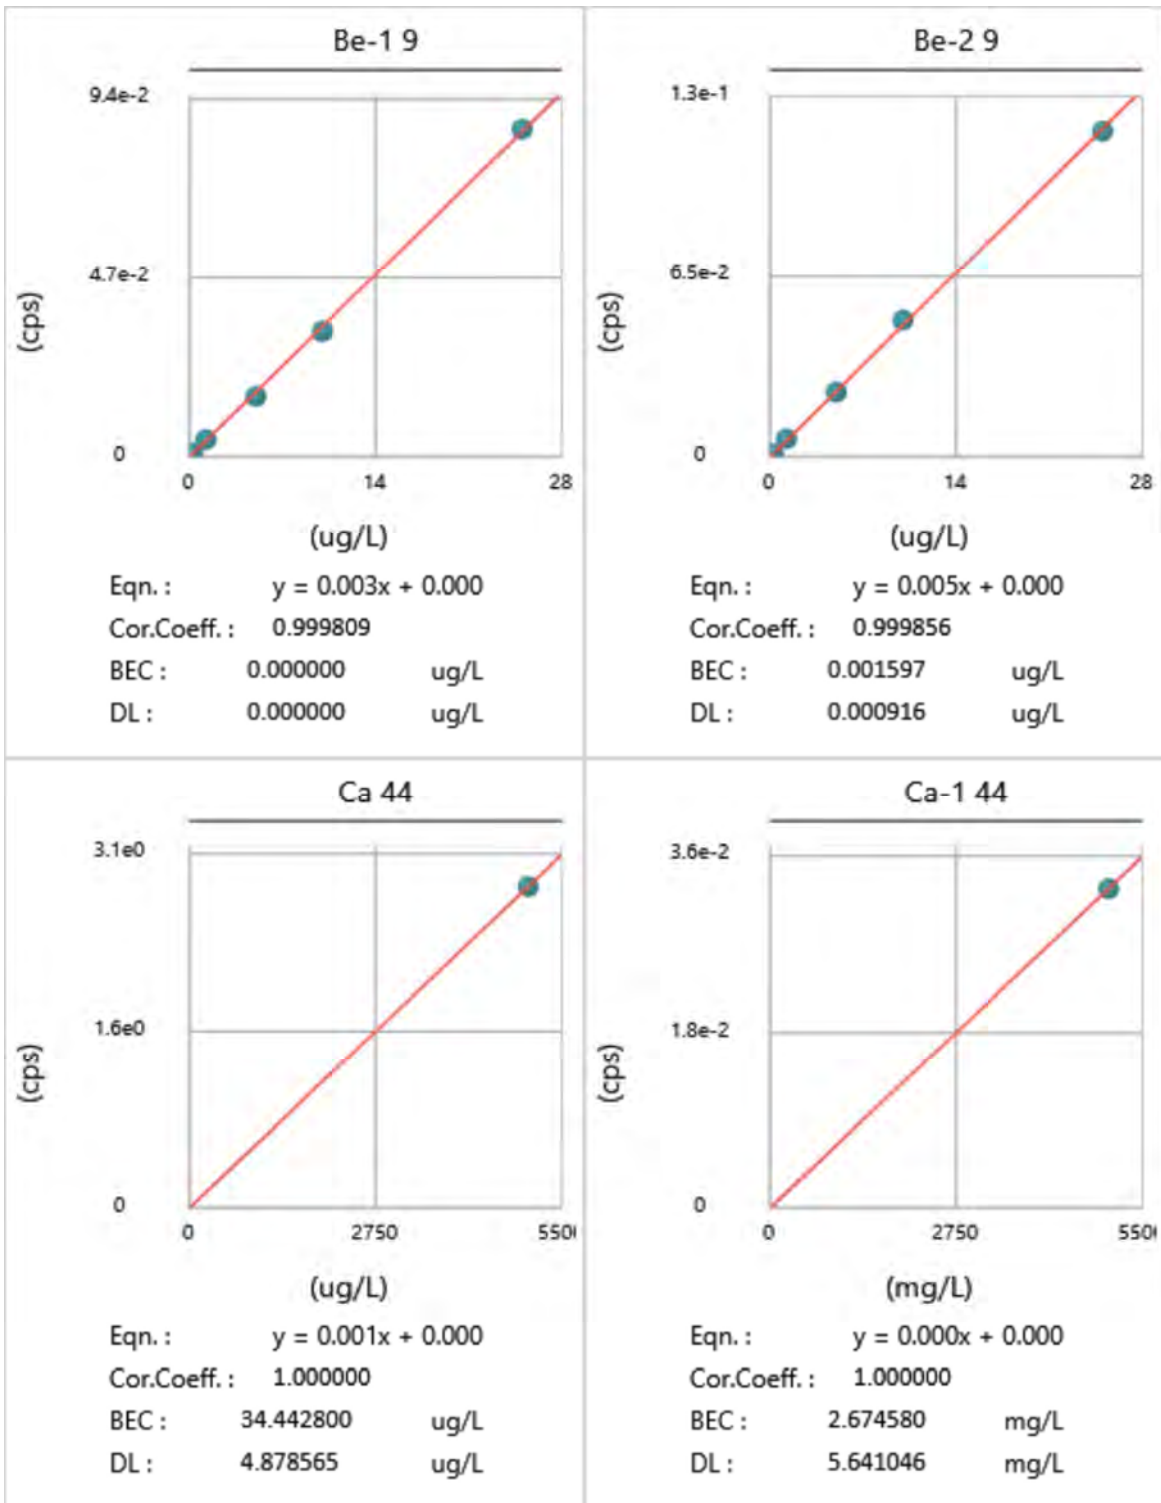 Be-1 9
9.4e-2
4.7e-2
0
(cps)
0 14 28
(ug/L)
Eqn. : y = 0.003x + 0.000
Cor.Coeff. : 0.999809
BEC : 0.000000 ug/L
DL : 0.000000 ug/L
Be-2 9
1.3e-1
6.5e-2
0
(cps)
0 14 28
(ug/L)
Eqn. : y = 0.005x + 0.000
Cor.Coeff. : 0.999856
BEC : 0.001597 ug/L
DL : 0.000916 ug/L
Ca 44
3.1e0
1.6e0
0
(cps)
0 2750
(ug/L)
Eqn. : y = 0.001x + 0.000
Cor.Coeff. : 1.000000
BEC : 34.442800 ug/L
DL : 4.878565 ug/L
Ca-1 44
3.6e-2
1.8e-2
0
(cps)
0 2750
(mg/L)
Eqn. : y = 0.000x + 0.000
Cor.Coeff. : 1.000000
BEC : 2.674580 mg/L
DL : 5.641046 mg/L